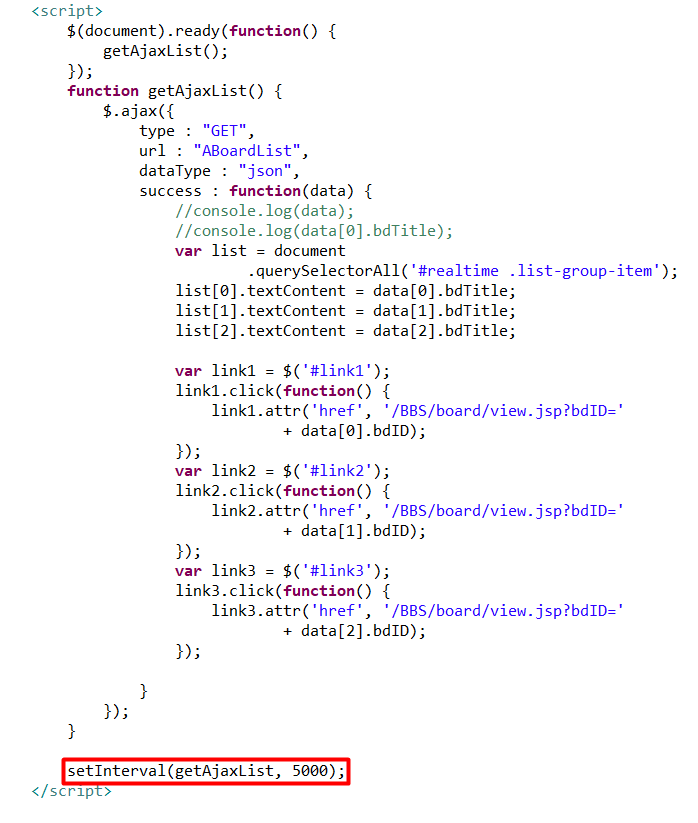 <script>
    $(document).ready(function() {
        getAjaxList();
    });
    function getAjaxList() {
        $.ajax({
            type : "GET",
            url : "ABoardList",
            dataType : "json",
            success : function(data) {
                //console.log(data);
                //console.log(data[0].bdTitle);
                var list = document
                        .querySelectorAll('#realtime .list-group-item');
                list[0].textContent = data[0].bdTitle;
                list[1].textContent = data[1].bdTitle;
                list[2].textContent = data[2].bdTitle;

                var link1 = $('#link1');
                link1.click(function() {
                    link1.attr('href', '/BBS/board/view.jsp?bdID='
                            + data[0].bdID);
                });
                var link2 = $('#link2');
                link2.click(function() {
                    link2.attr('href', '/BBS/board/view.jsp?bdID='
                            + data[1].bdID);
                });
                var link3 = $('#link3');
                link3.click(function() {
                    link3.attr('href', '/BBS/board/view.jsp?bdID='
                            + data[2].bdID);
                });

            }
        });
    }

    setInterval(getAjaxList, 5000);
</script>